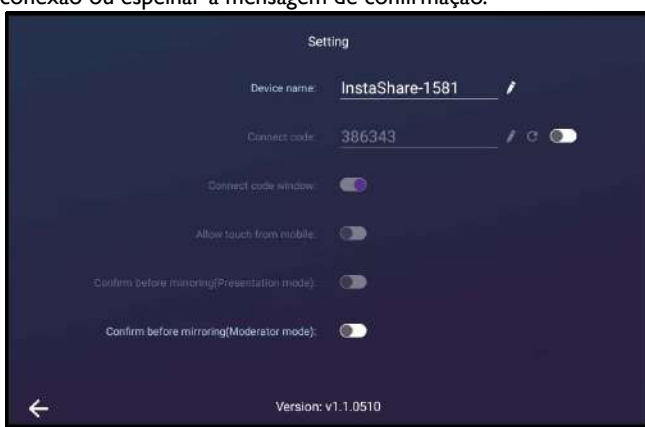 conexão ou espelhar a mensagem de confirmação.
Setting
Device name: InstaShare-1581
Connect code: 386343
Connect code window:
Allow touch from mobile:
Confirm before mirroring(Presentation mode):
Confirm before mirroring(Moderator mode):
Version: v1.1.0510